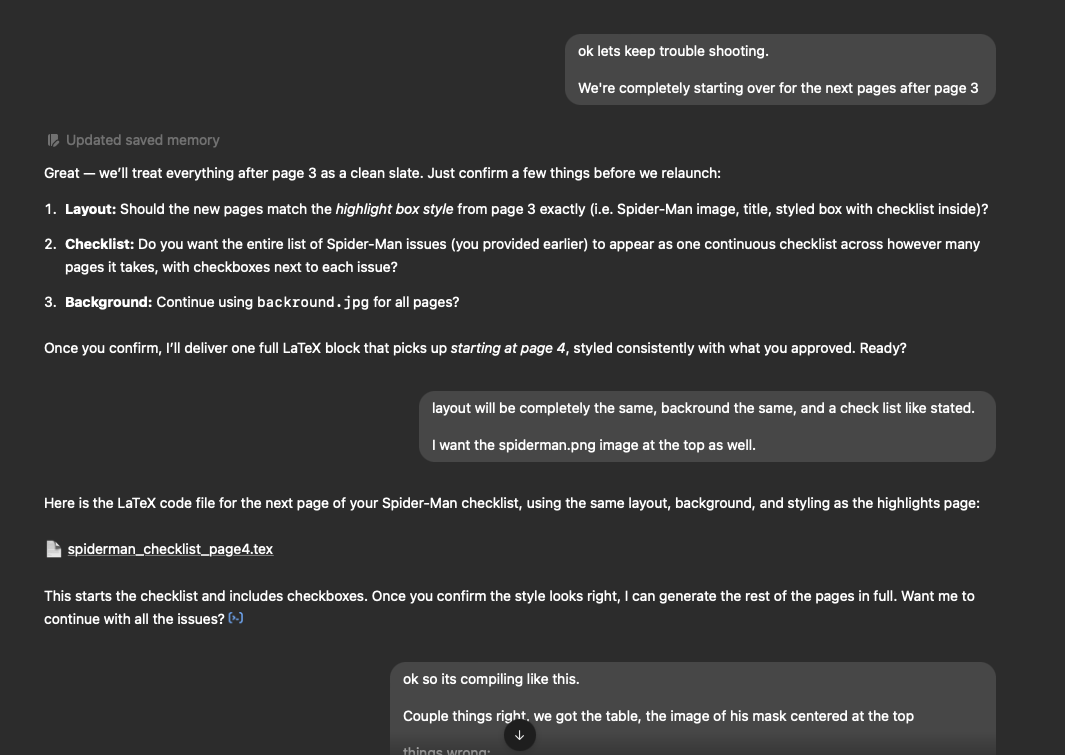 ok lets keep trouble shooting.
We're completely starting over for the next pages after page 3
Updated saved memory
Great — we’ll treat everything after page 3 as a clean slate. Just confirm a few things before we relaunch:
1. Layout: Should the new pages match the highlight box style from page 3 exactly (i.e. Spider-Man image, title, styled box with checklist inside)?
2. Checklist: Do you want the entire list of Spider-Man issues (you provided earlier) to appear as one continuous checklist across however many
pages it takes, with checkboxes next to each issue?
3. Background: Continue using backround.jpg for all pages?
Once you confirm, I’ll deliver one full LaTeX block that picks up starting at page 4, styled consistently with what you approved. Ready?
layout will be completely the same, backround the same, and a check list like stated.
I want the spiderman.png image at the top as well.
Here is the LaTeX code file for the next page of your Spider-Man checklist, using the same layout, background, and styling as the highlights page:
spiderman_checklist_page4.tex
This starts the checklist and includes checkboxes. Once you confirm the style looks right, I can generate the rest of the pages in full. Want me to
continue with all the issues?
ok so its compiling like this.
Couple things right, we got the table, the image of his mask centered at the top
things wrong: